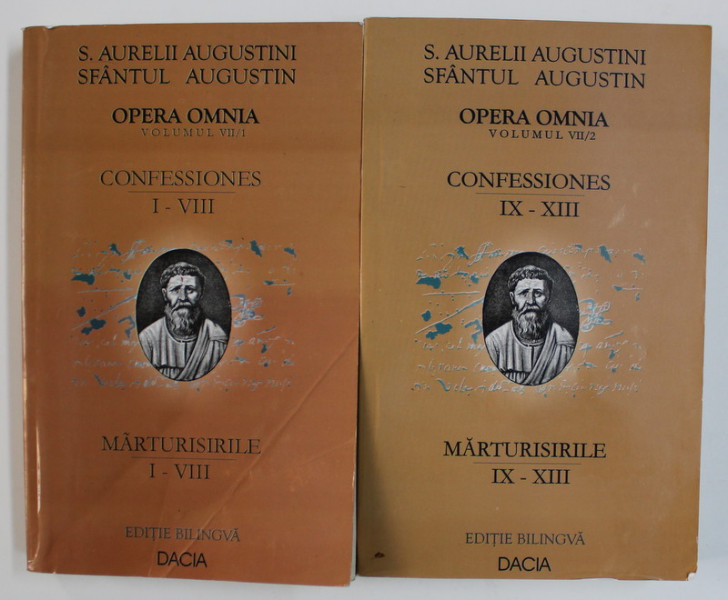 S. AURELII AUGUSTINI
SFÂNTUL AUGUSTIN
OPERA OMNIA
VOLUMUL VII/1
CONFESSIONES
I - VIII
MÃRTURISIRILE
I - VIII
EDIȚIE BILINGVĂ
DACIA
S. AURELII AUGUSTINI
SFÂNTUL AUGUSTIN
OPERA OMNIA
VOLUMUL VII/2
CONFESSIONES
IX - XIII
MĂRTURISIRILE
IX - XIII
EDIȚIE BILINGVĂ
DACIA